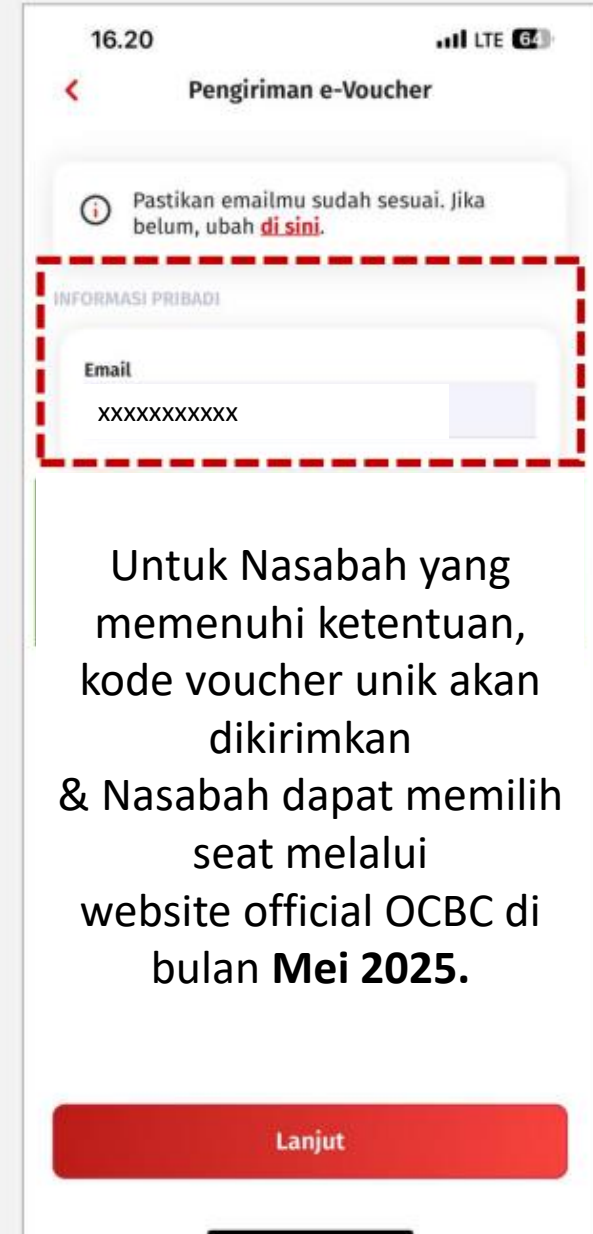 16.20 LTE 64
Pengiriman e-Voucher
Pastikan emailmu sudah sesuai. Jika
belum, ubah di sini.
INFORMASI PRIBADI
Email
xxxxxxxxxxx
Untuk Nasabah yang
memenuhi ketentuan,
kode voucher unik akan
dikirimkan
& Nasabah dapat memilih
seat melalui
website official OCBC di
bulan Mei 2025.
Lanjut